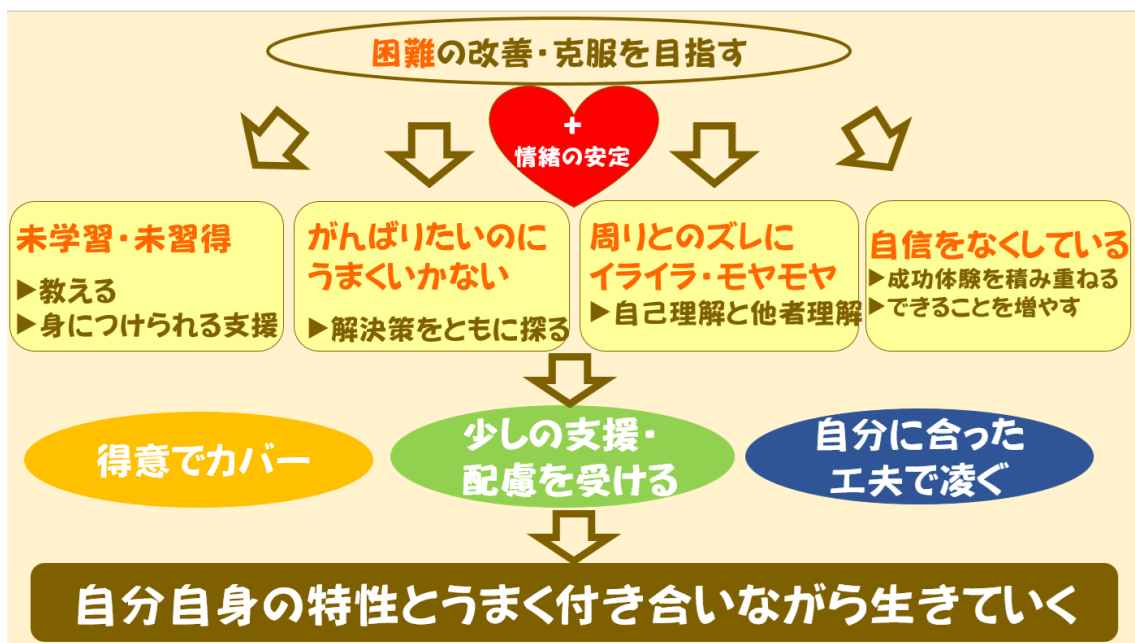 困難の改善・克服を目指す
+
情緒の安定
未学習・未習得
▶教える
▶身につけられる支援
がんばりたいのに
うまくいかない
▶解決策をともに探る
周りとのズレに
イライラ・モヤモヤ
▶自己理解と他者理解
自信をなくしている
▶成功体験を積み重ねる
▶できることを増やす
得意でカバー
少しの支援・
配慮を受ける
自分に合った
工夫で凌ぐ
自分自身の特性とうまく付き合いながら生きていく